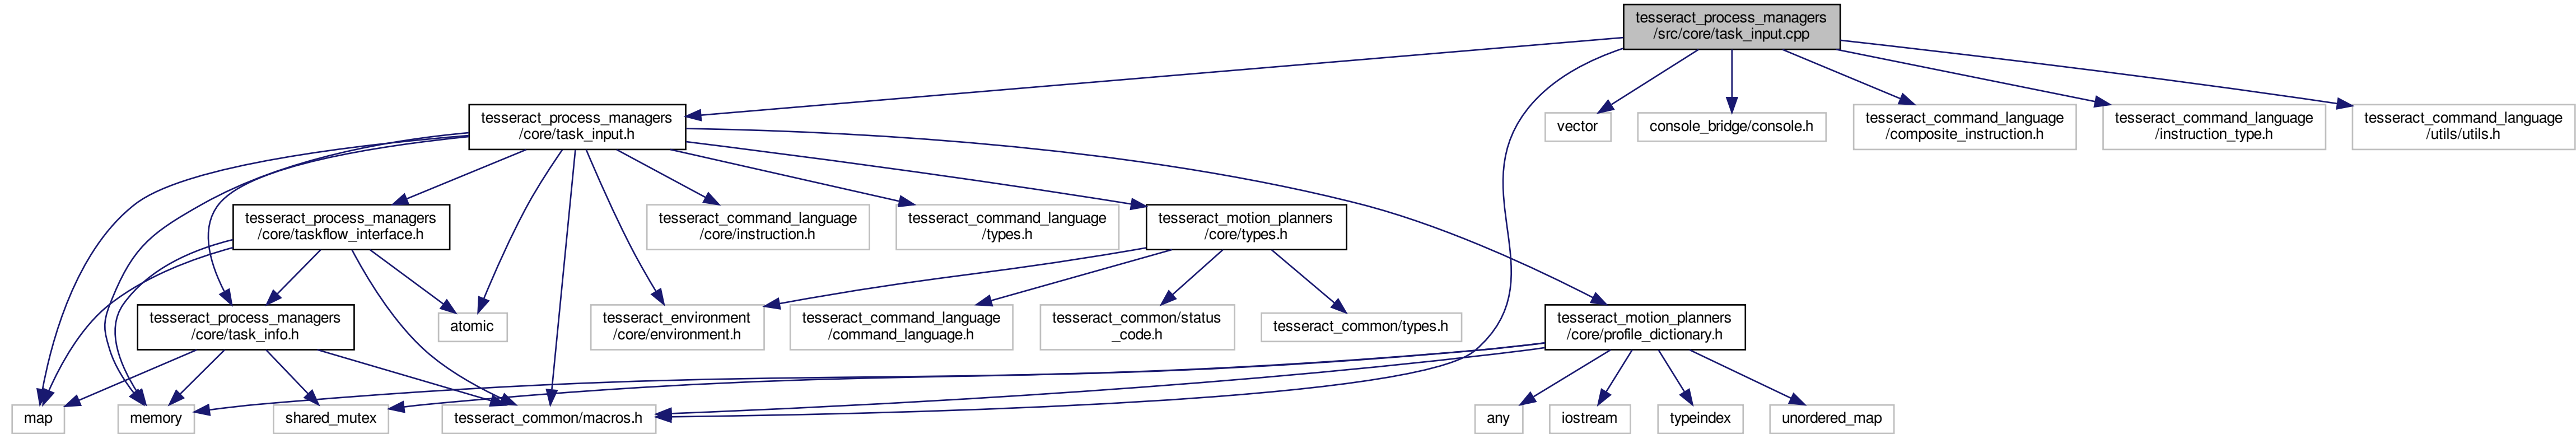 tesseract_process_managers
/src/core/task_input.cpp
tesseract_process_managers
/core/task_input.h
vector
console_bridge/console.h
tesseract_command_language
/composite_instruction.h
tesseract_command_language
/instruction_type.h
tesseract_command_language
/utils/utils.h
tesseract_process_managers
/core/taskflow_interface.h
tesseract_command_language
/core/instruction.h
tesseract_command_language
/types.h
tesseract_motion_planners
/core/types.h
tesseract_process_managers
/core/task_info.h
atomic
tesseract_environment
/core/environment.h
tesseract_command_language
/command_language.h
tesseract_common/status
_code.h
tesseract_common/types.h
tesseract_motion_planners
/core/profile_dictionary.h
map
memory
shared_mutex
tesseract_common/macros.h
any
iostream
typeindex
unordered_map